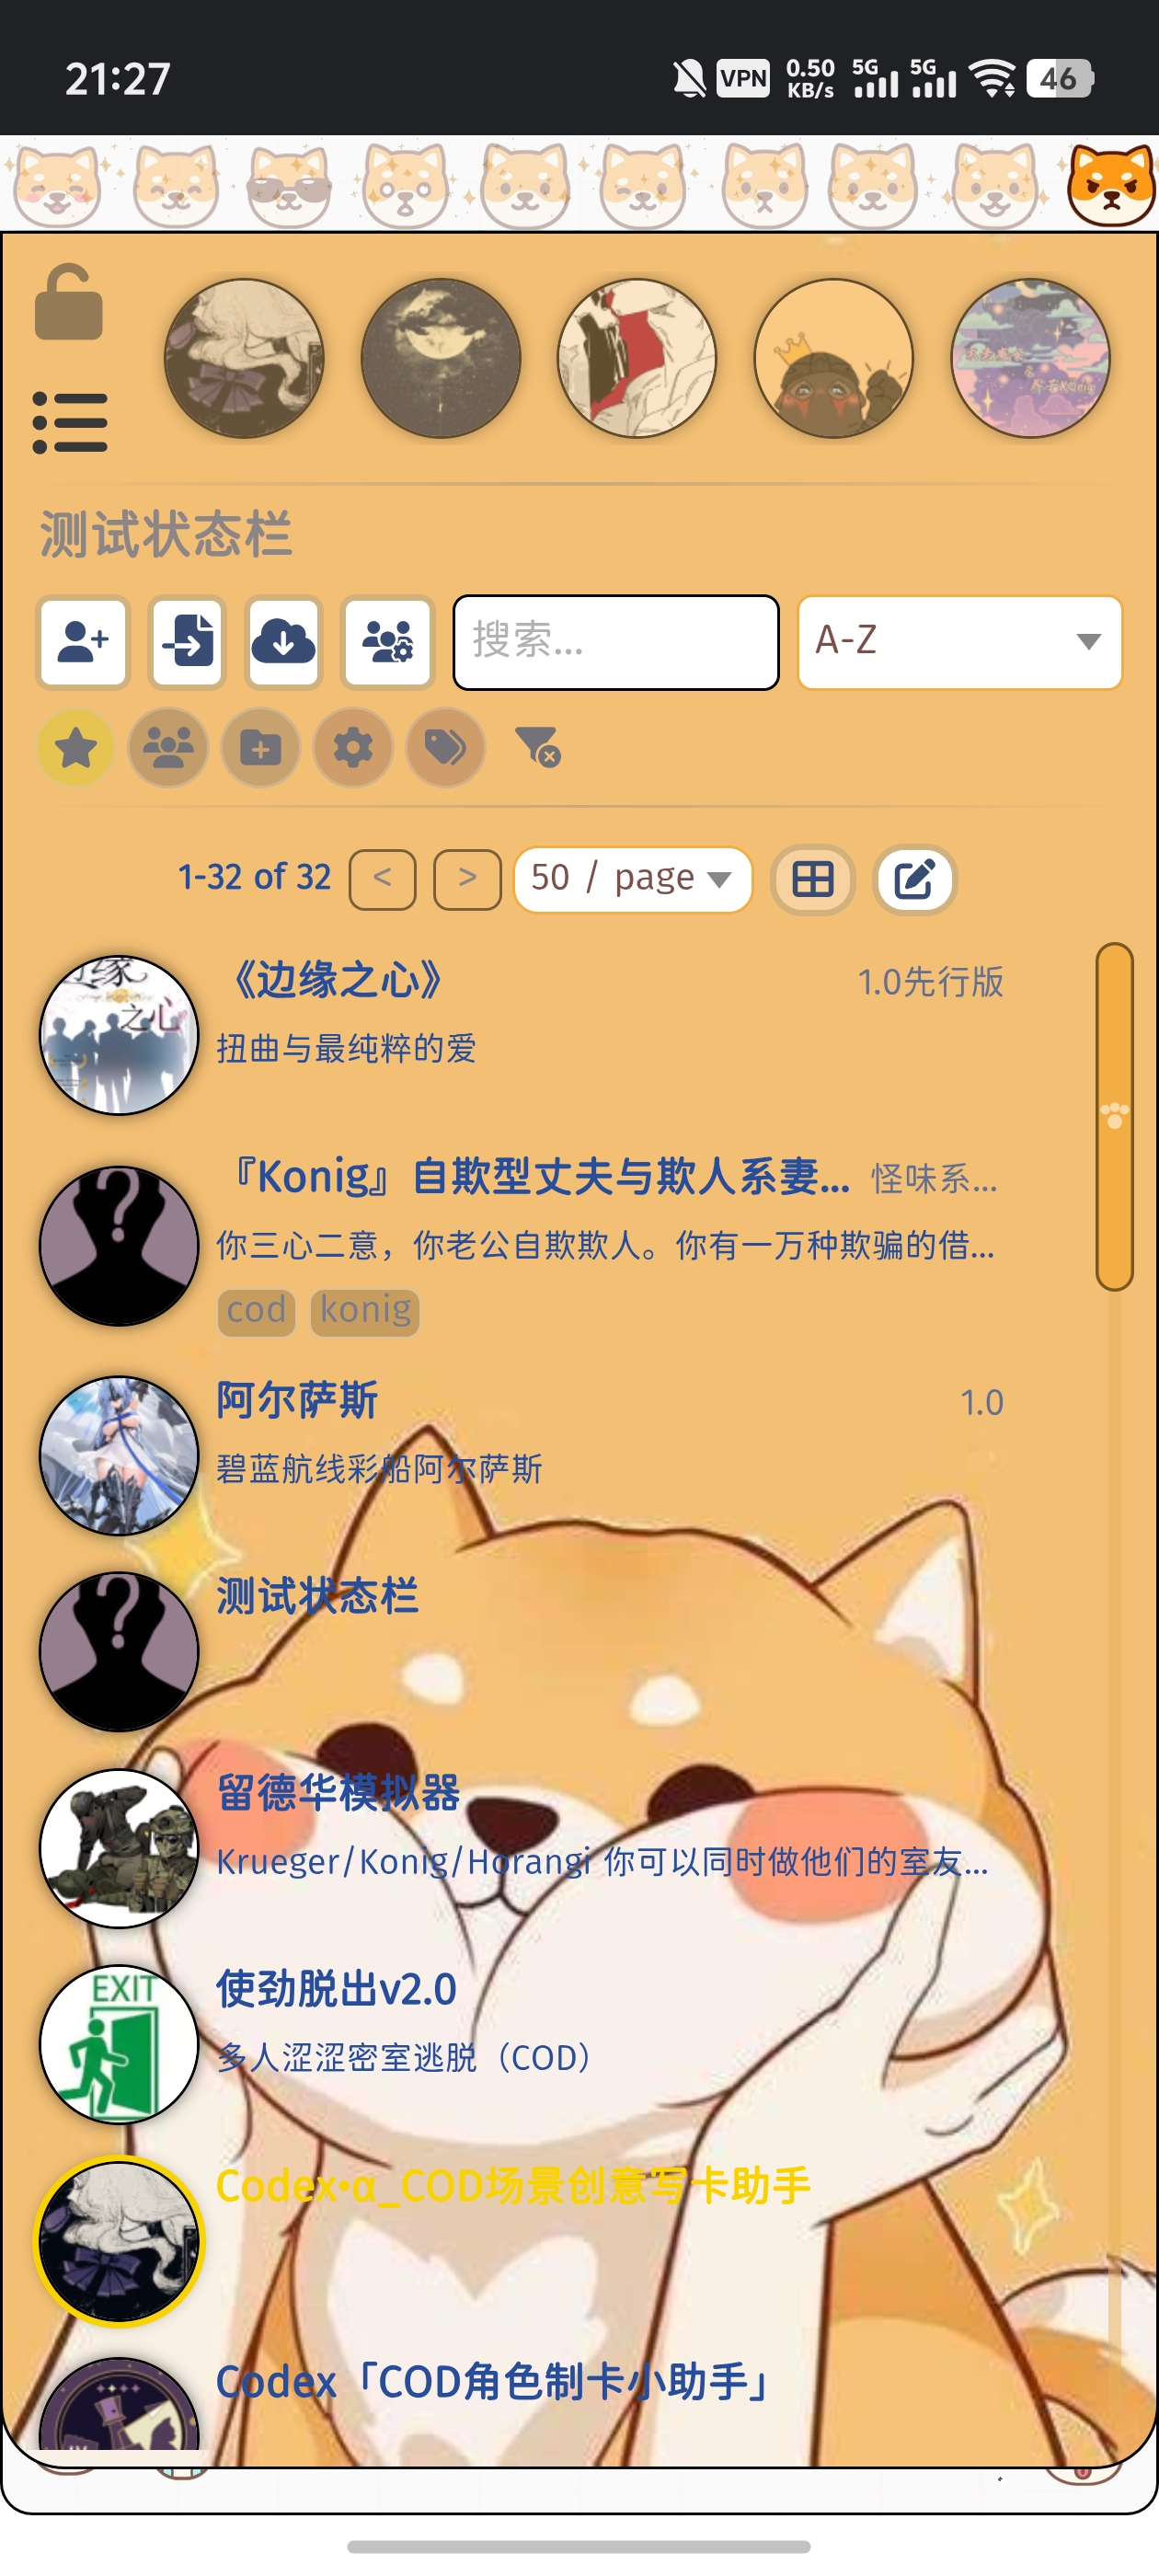 21:27
VPN
0.50 KB/s
5G
5G
46
测试状态栏
搜索...
A-Z
1-32 of 32
<
>
50 / page
边缘之心
《边缘之心》
1.0先行版
扭曲与最纯粹的爱
『Konig』自欺型丈夫与欺人系妻...
怪味系...
你三心二意，你老公自欺欺人。你有一万种欺骗的借...
cod
konig
阿尔萨斯
1.0
碧蓝航线彩船阿尔萨斯
测试状态栏
留德华模拟器
Krueger/Konig/Horangi 你可以同时做他们的室友...
EXIT
使劲脱出v2.0
多人涩涩密室逃脱（COD）
Codex•α_COD场景创意写卡助手
Codex「COD角色制卡小助手」